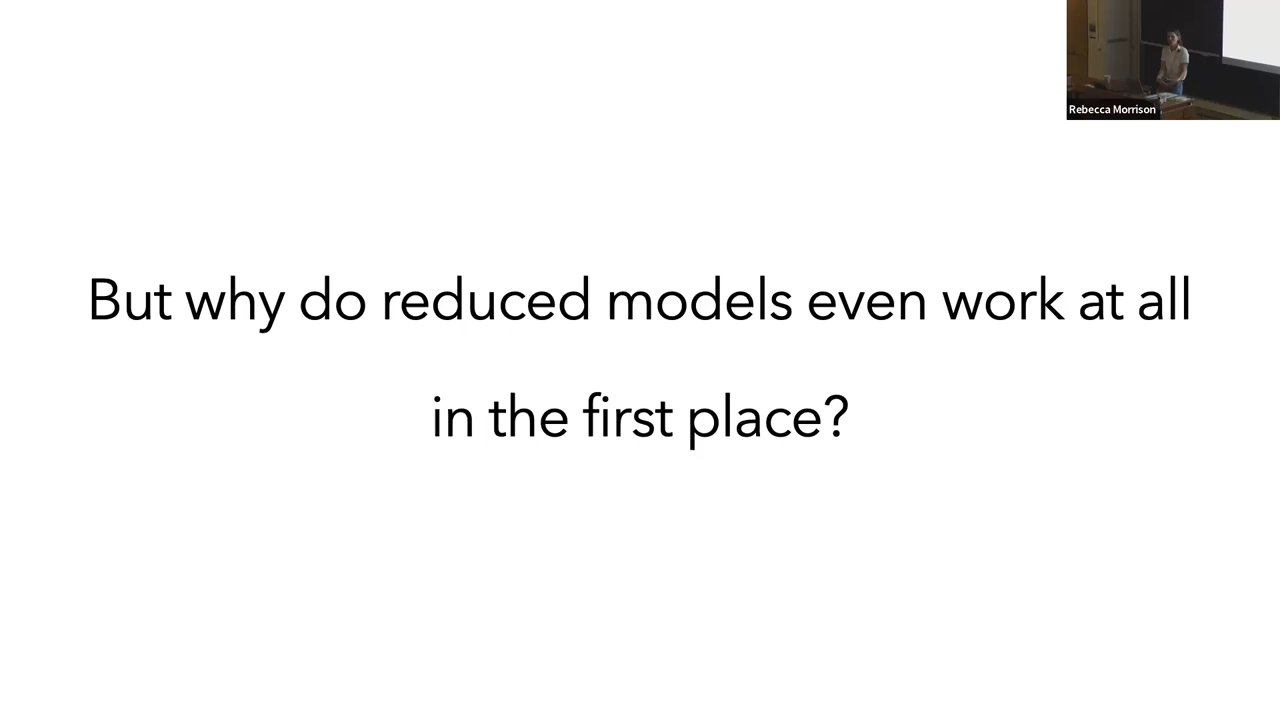 Rebecca Morrison
But why do reduced models even work at all
in the first place?